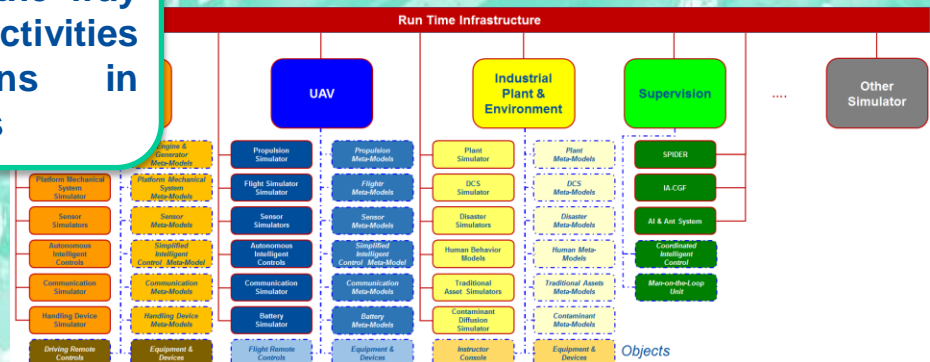 ctivities
ns in
s
Run Time Infrastructure
UAV
Industrial
Plant &
Environment
Supervision
....
Other
Simulator
Engine &
Generator
Meta-Models
Platform Mechanical
System
Simulator
Platform Mechanical
System
Meta-Models
Sensor
Simulators
Sensor
Meta-Models
Autonomous
Intelligent
Controls
Simplified
Intelligent
Control Meta-Model
Communication
Simulator
Communication
Meta-Models
Handling Device
Simulator
Handling Device
Meta-Models
Driving Remote
Controls
Equipment &
Devices
Propulsion
Simulator
Propulsion
Meta-Models
Flight Simulator
Simulator
Flightr
Meta-Models
Sensor
Simulators
Sensor
Meta-Models
Autonomous
Intelligent
Controls
Simplified
Intelligent
Control Meta-Model
Communication
Simulator
Communication
Meta-Models
Battery
Simulator
Battery
Meta-Models
Flight Remote
Controls
Equipment &
Devices
Plant
Simulator
Plant
Meta-Models
DCS
Simulator
DCS
Meta-Models
Disaster
Simulators
Disaster
Meta-Models
Human Behavior
Models
Human Meta-
Models
Traditional
Asset Simulators
Traditional Assets
Meta-Models
Contaminant
Diffusion
Simulator
Contaminant
Meta-Models
Instructor
Console
Equipment &
Devices
SPIDER
IA-CGF
AI & Ant System
Coordinated
Intelligent
Control
Man-on-the-Loop
Unit
Objects